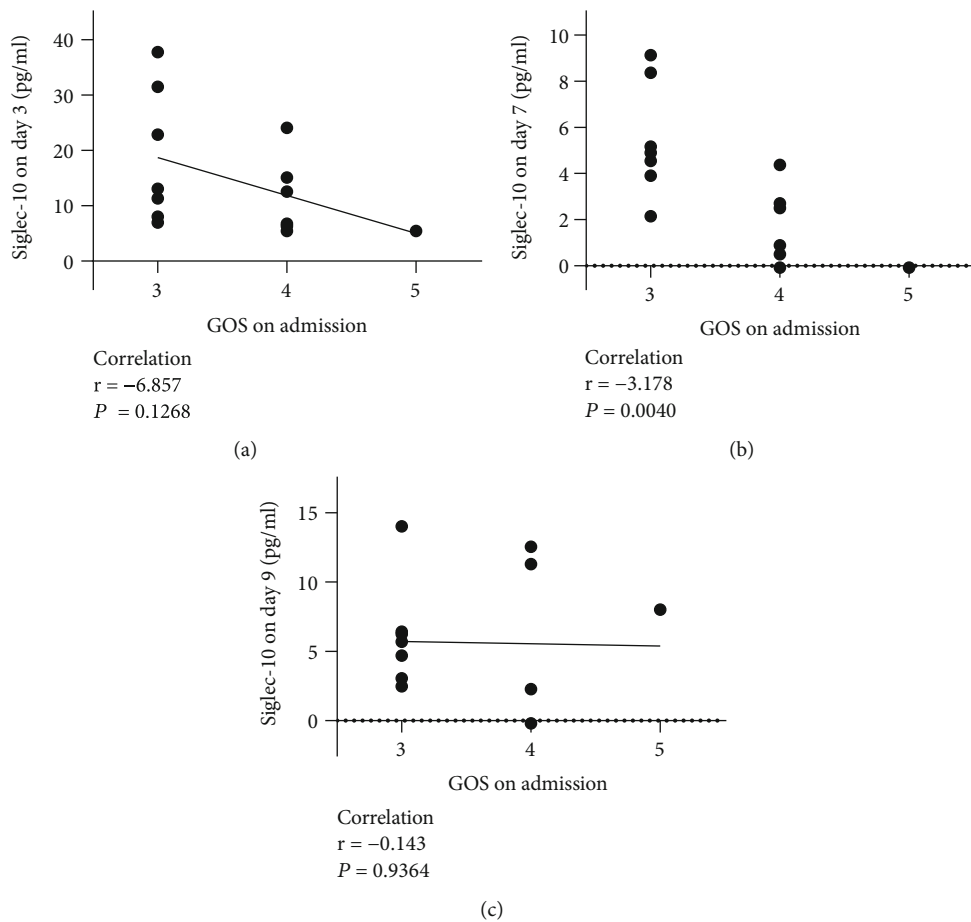 Siglec-10 on day 3 (pg/ml)
40
30
20
10
0
3 4 5
GOS on admission
Correlation
r = −6.857
P = 0.1268
(a)
Siglec-10 on day 7 (pg/ml)
10
8
6
4
2
0
3 4 5
GOS on admission
Correlation
r = −3.178
P = 0.0040
(b)
Siglec-10 on day 9 (pg/ml)
15
10
5
0
3 4 5
GOS on admission
Correlation
r = −0.143
P = 0.9364
(c)